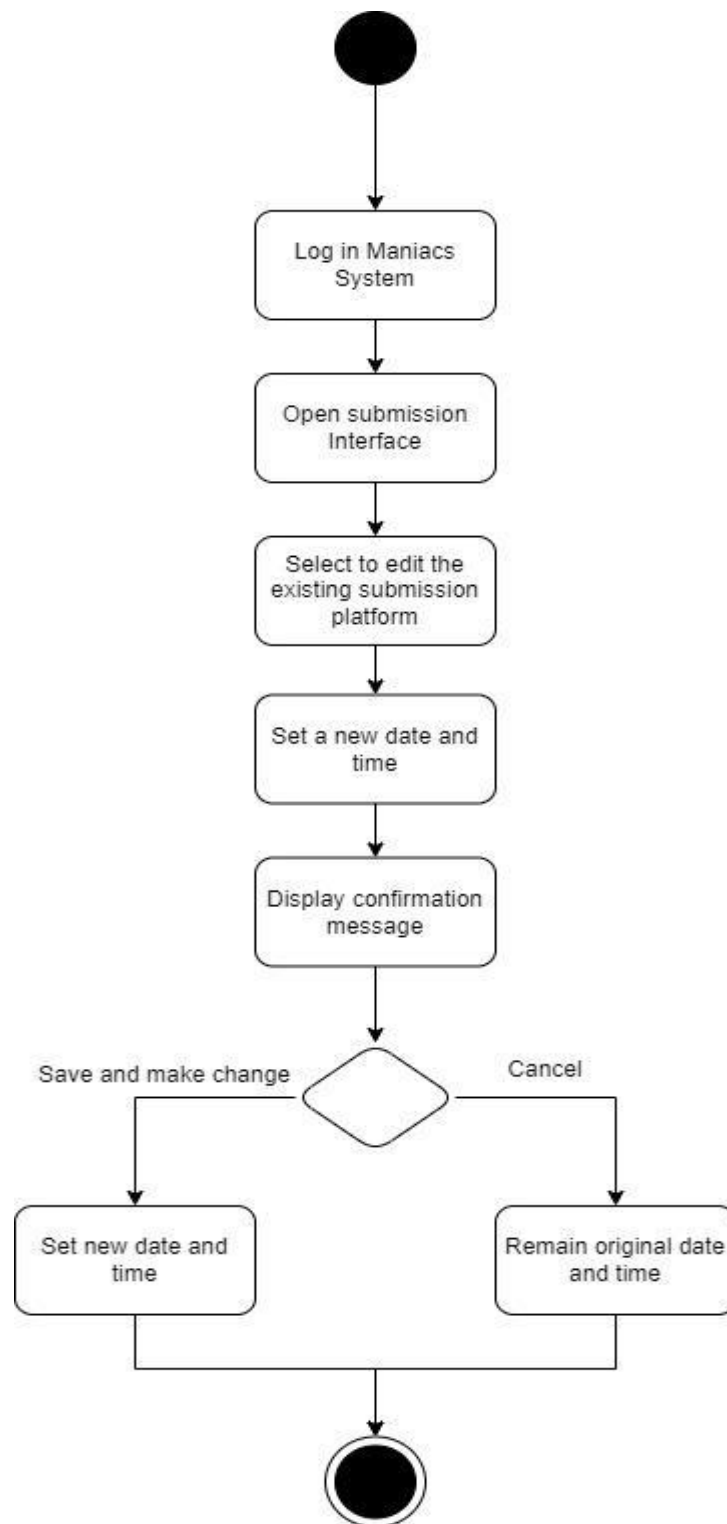 Log in Maniacs
System
Open submission
Interface
Select to edit the
existing submission
platform
Set a new date and
time
Display confirmation
message
Save and make change
Cancel
Set new date and
time
Remain original date
and time